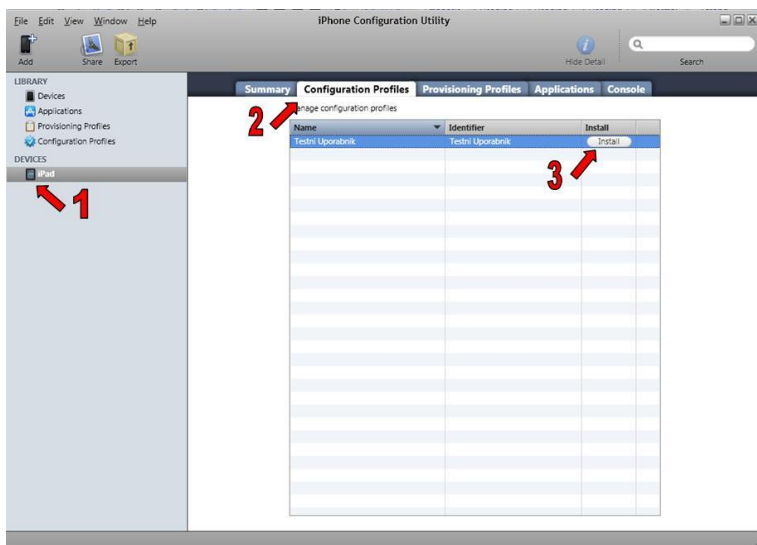 iPhone Configuration Utility
File Edit View Window Help
Add Share Export Hide Detail Search
LIBRARY
Devices
Applications
Provisioning Profiles
Configuration Profiles
DEVICES
iPad
1
Summary Configuration Profiles Provisioning Profiles Applications Console
2
anage configuration profiles
Name Identifier Install
Testni Uporabnik Testni Uporabnik Install
3